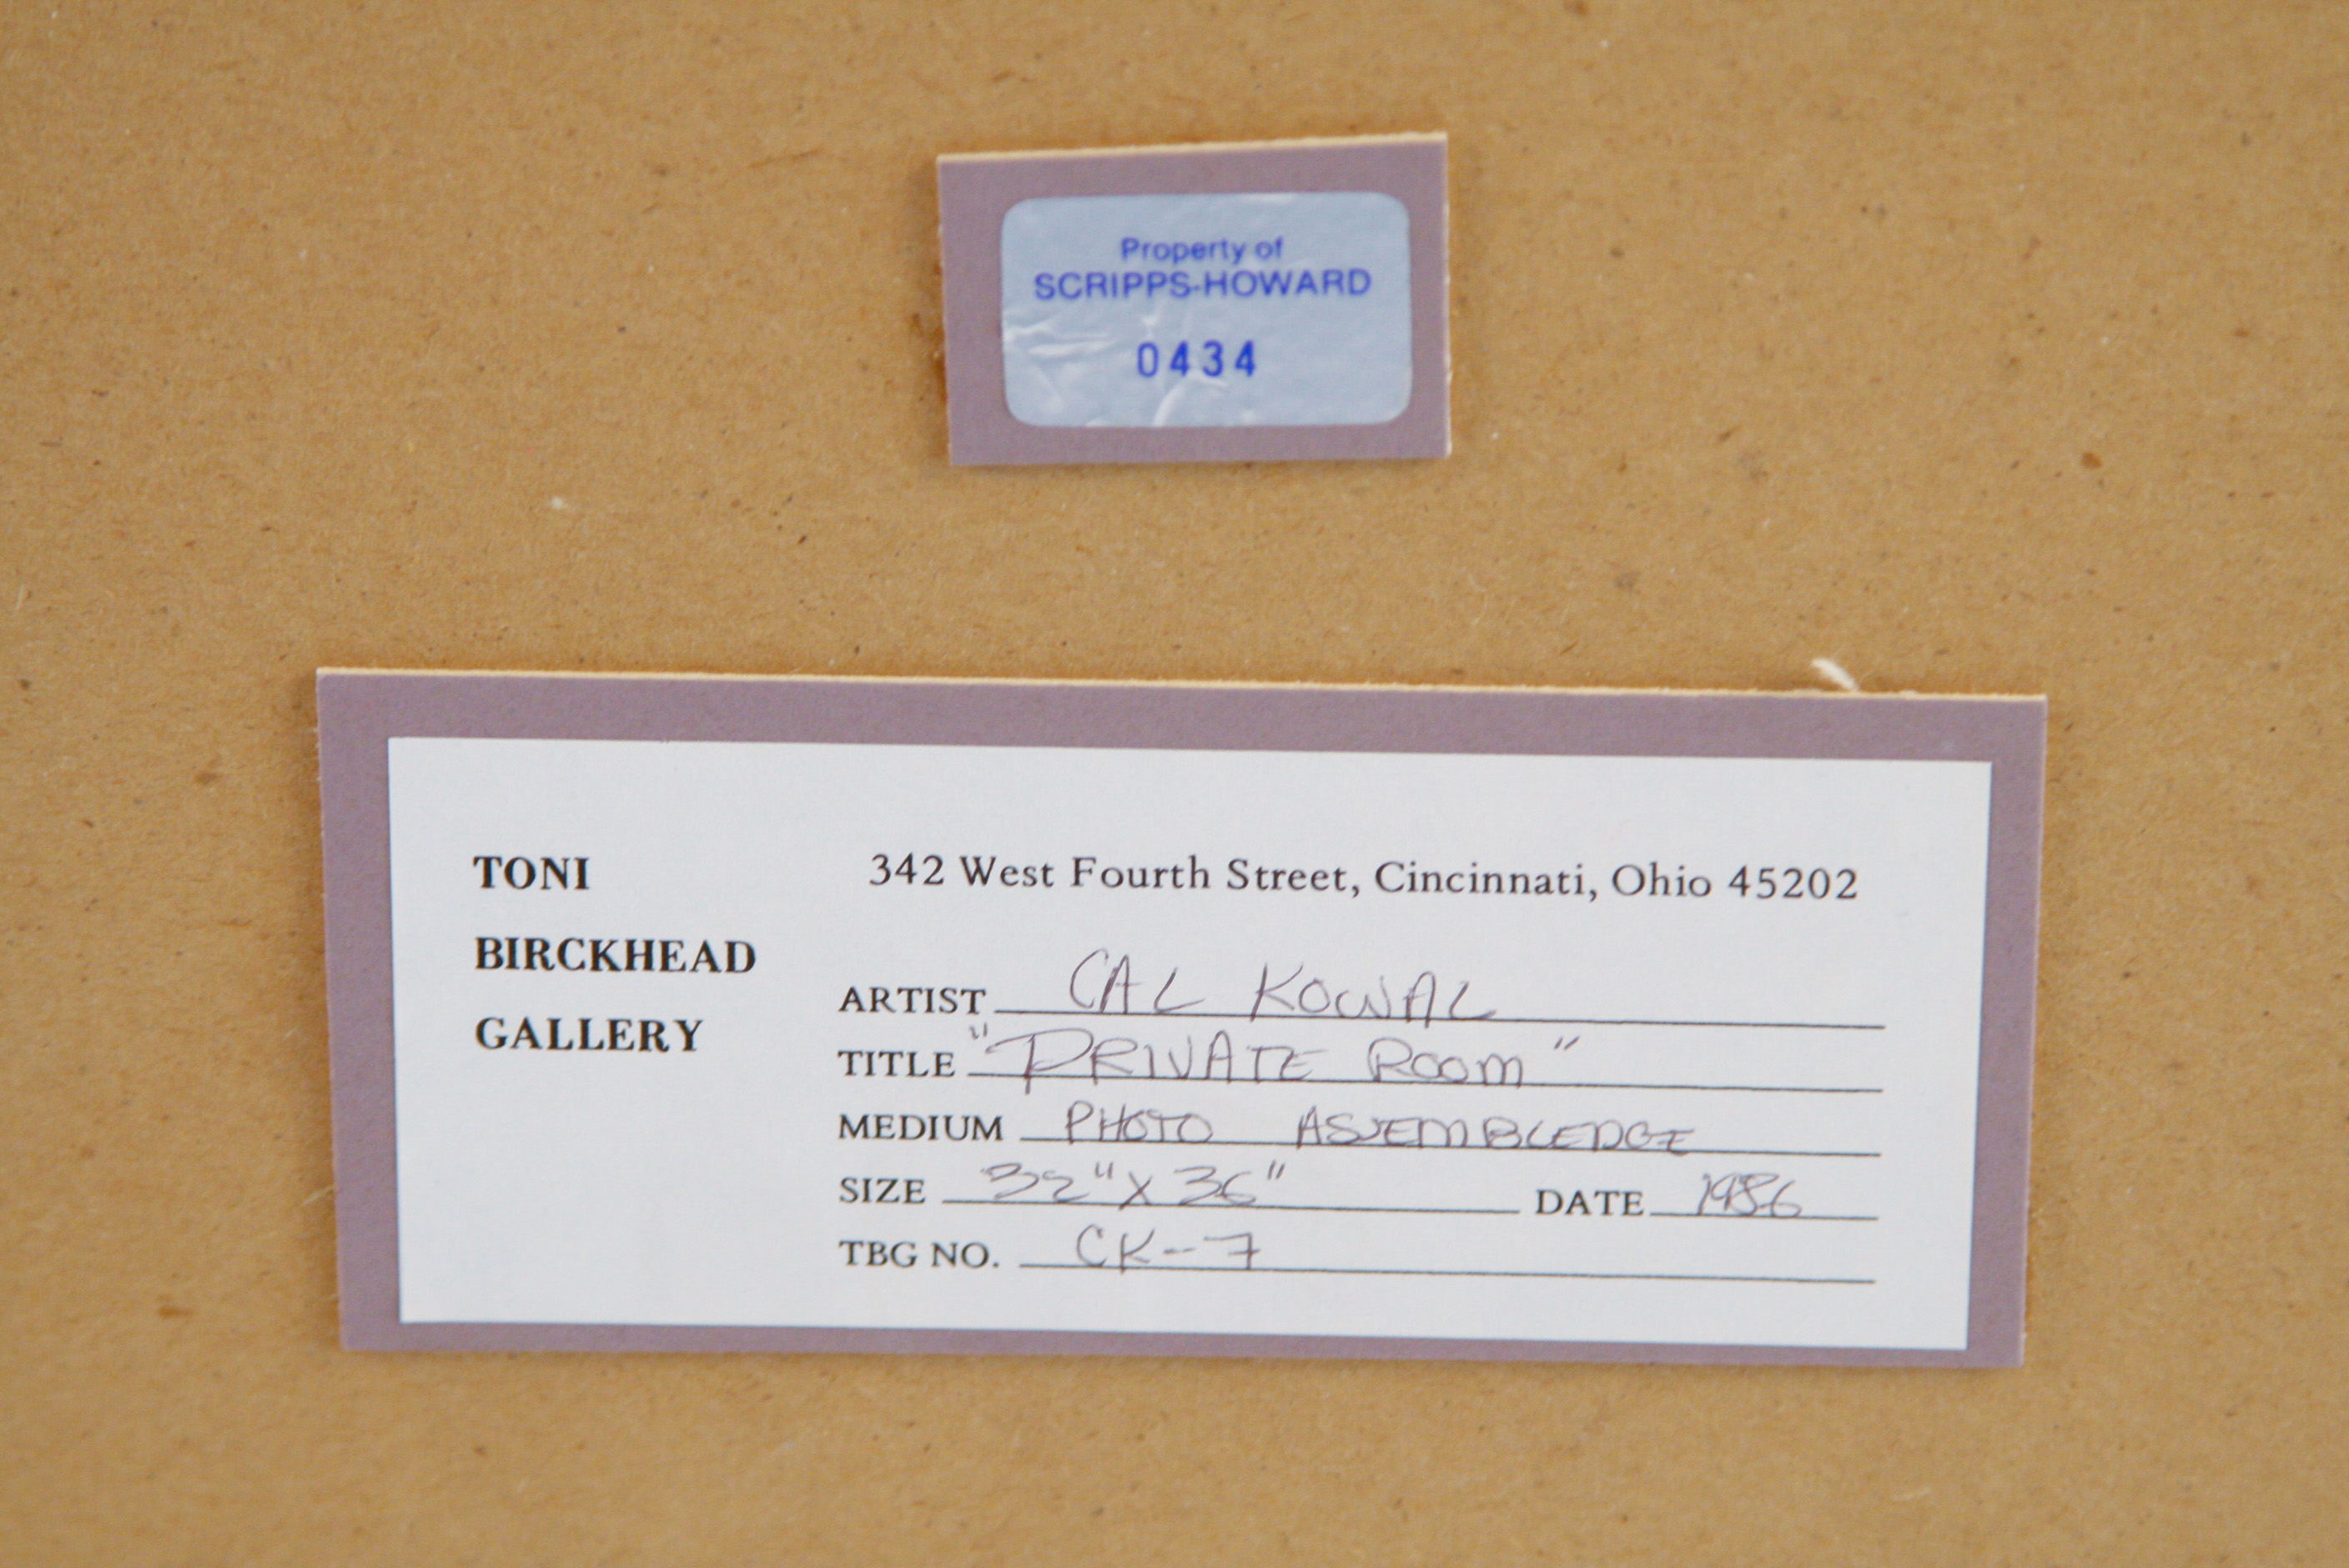 Property of
SCRIPPS-HOWARD
0434
TONI
BIRCKHEAD
GALLERY
342 West Fourth Street, Cincinnati, Ohio 45202
ARTIST CAL KOWAL
TITLE "PRIVATE ROOM"
MEDIUM PHOTO ASSEMBLEDGE
SIZE 32" X 36" DATE 1986
TBG NO. CK-7